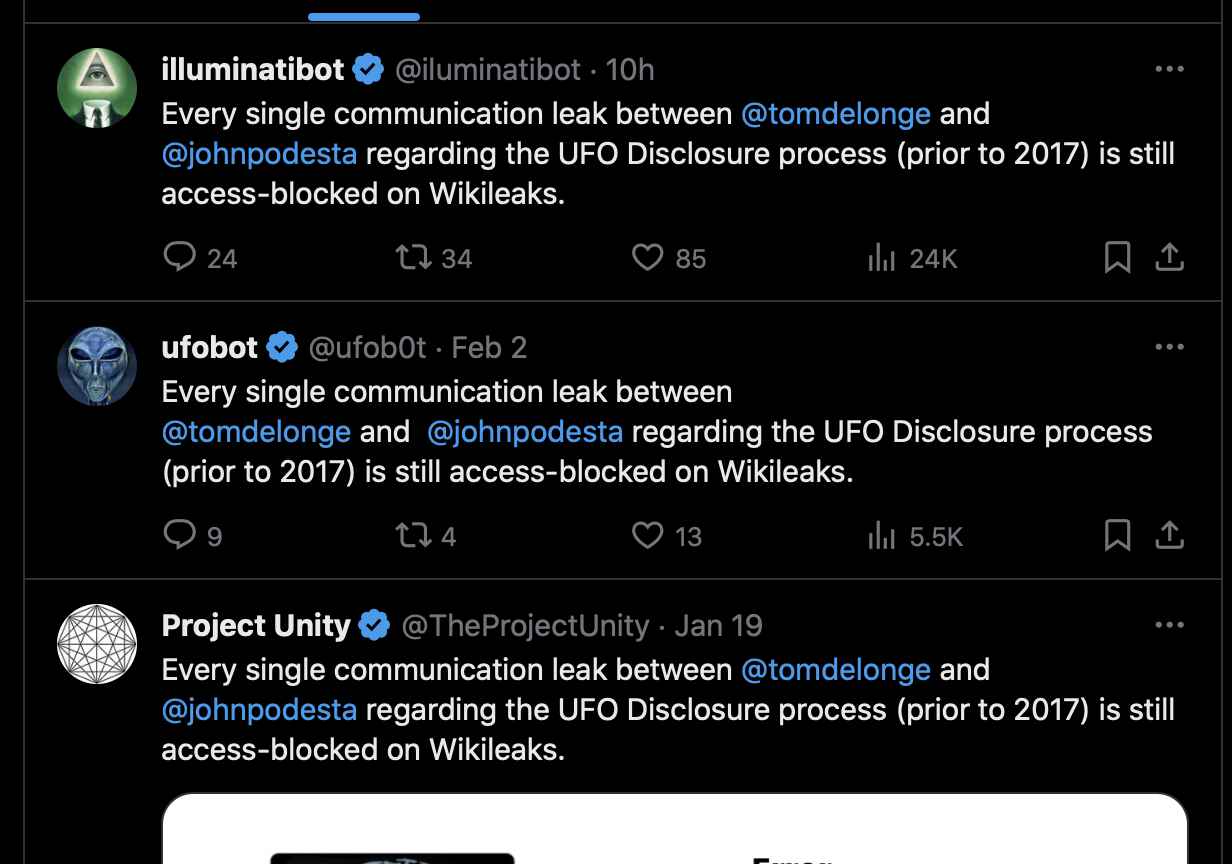 illuminatibot @iluminatibot · 10h
Every single communication leak between @tomdelonge and
@johnpodesta regarding the UFO Disclosure process (prior to 2017) is still
access-blocked on Wikileaks.
24 34 85 24K
ufobot @ufob0t · Feb 2
Every single communication leak between
@tomdelonge and @johnpodesta regarding the UFO Disclosure process
(prior to 2017) is still access-blocked on Wikileaks.
9 4 13 5.5K
Project Unity @TheProjectUnity · Jan 19
Every single communication leak between @tomdelonge and
@johnpodesta regarding the UFO Disclosure process (prior to 2017) is still
access-blocked on Wikileaks.